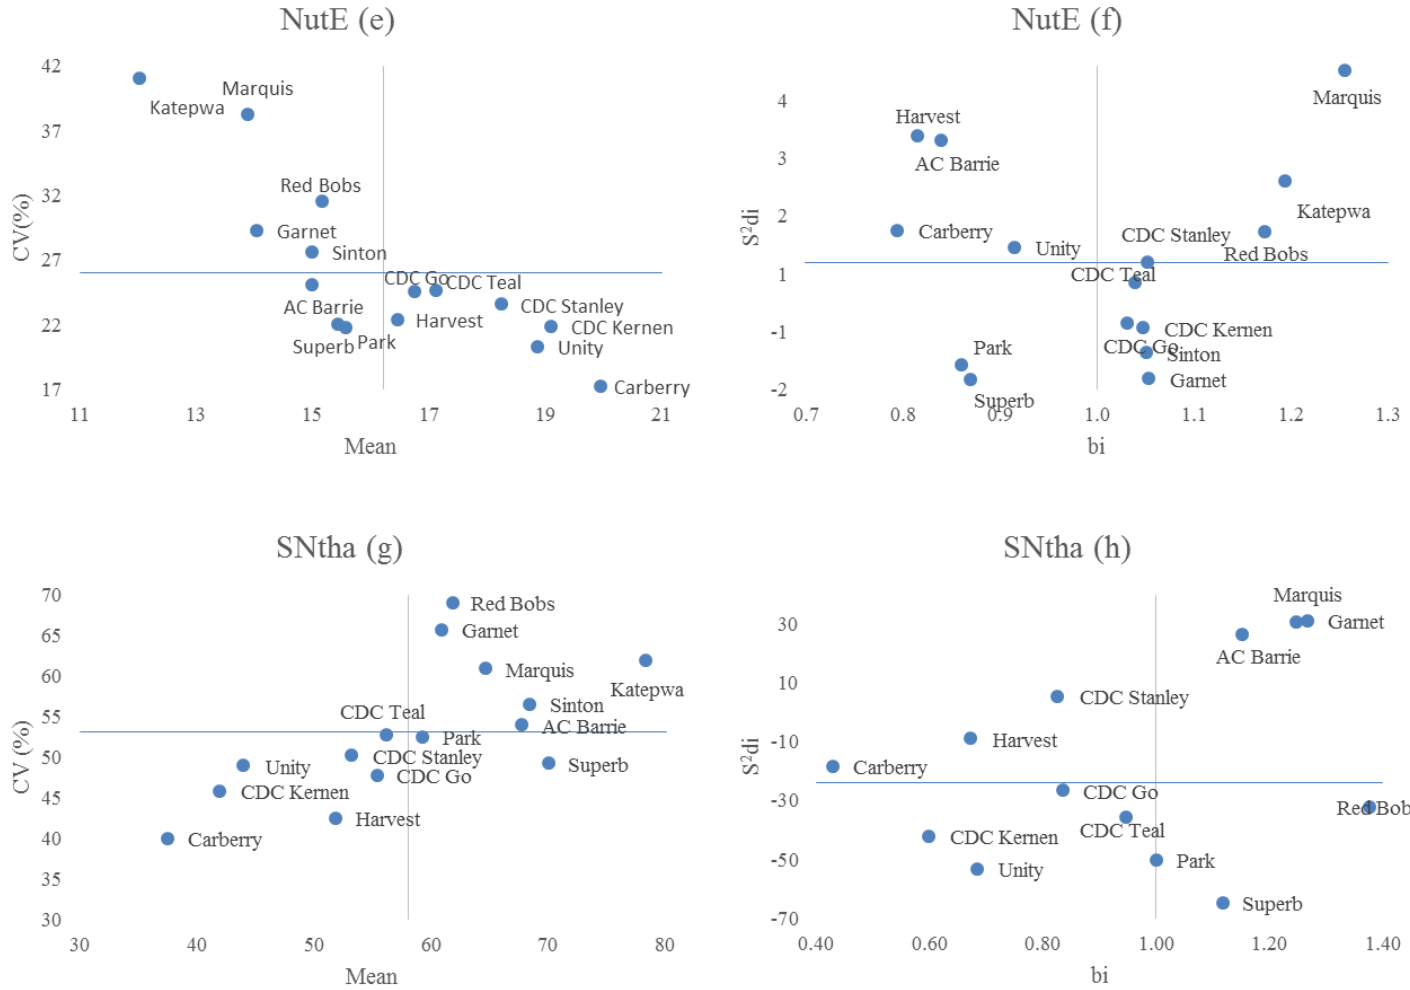 NutE (e)
42
37
32
27
22
17
CV(%)
Katepwa
Marquis
Red Bobs
Garnet
Sinton
CDC Go
CDC Teal
AC Barrie
CDC Stanley
Superb
Park
Harvest
CDC Kernen
Unity
Carberry
11
13
15
17
19
21
Mean
NutE (f)
4
3
2
1
-1
-2
S²di
Marquis
Harvest
AC Barrie
Katepwa
Carberry
Unity
CDC Stanley
Red Bobs
CDC Teal
CDC Kernen
CDC Go
Sinton
Park
Garnet
Superb
0.7
0.8
0.9
1.0
1.1
1.2
1.3
bi
SNtha (g)
70
65
60
55
50
45
40
35
30
CV (%)
Red Bobs
Garnet
Marquis
Katepwa
Sinton
CDC Teal
AC Barrie
Park
CDC Stanley
Unity
Superb
CDC Go
CDC Kernen
Harvest
Carberry
30
40
50
60
70
80
Mean
SNtha (h)
30
10
-10
-30
-50
-70
S²di
Marquis
Garnet
AC Barrie
CDC Stanley
Harvest
Carberry
CDC Go
Red Bob
CDC Teal
CDC Kernen
Park
Unity
Superb
0.40
0.60
0.80
1.00
1.20
1.40
bi